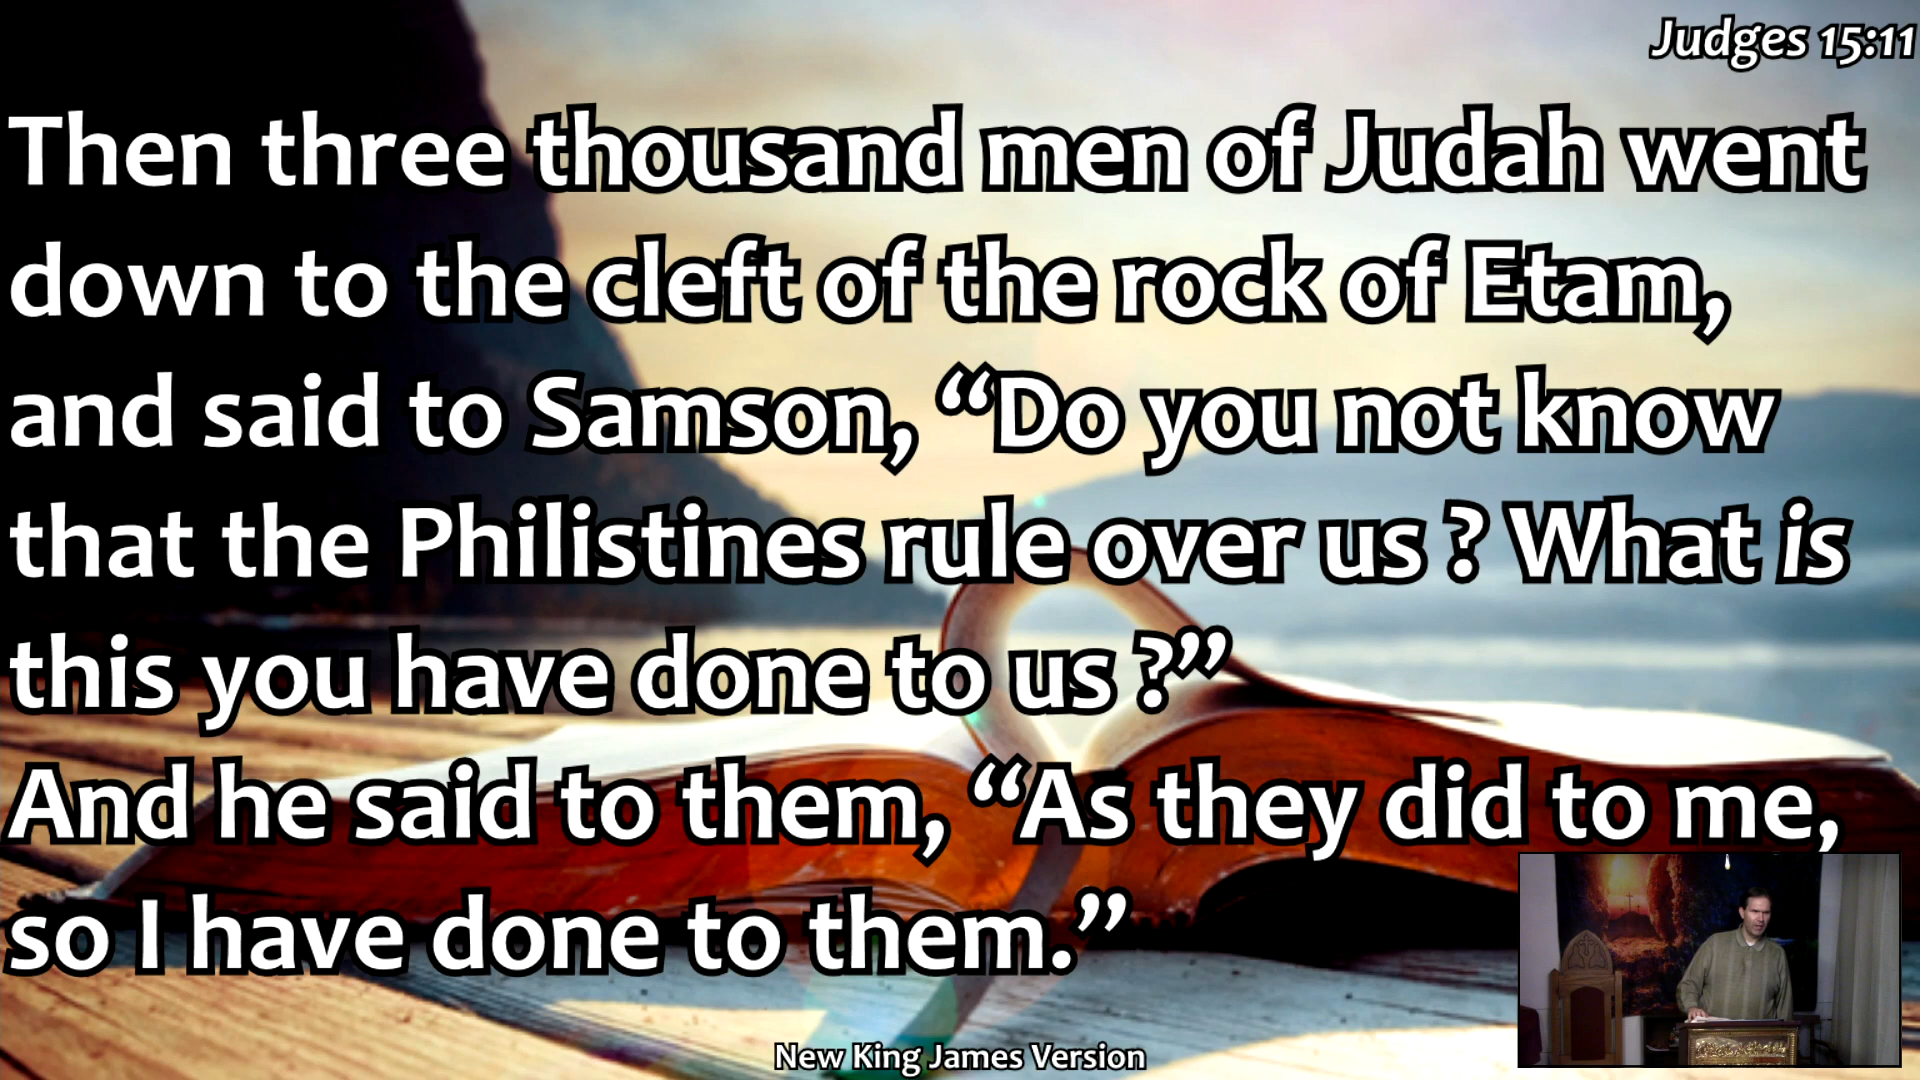 Judges 15:11
Then three thousand men of Judah went
down to the cleft of the rock of Etam,
and said to Samson, “Do you not know
that the Philistines rule over us ? What is
this you have done to us ?”
And he said to them, “As they did to me,
so I have done to them.”
New King James Version